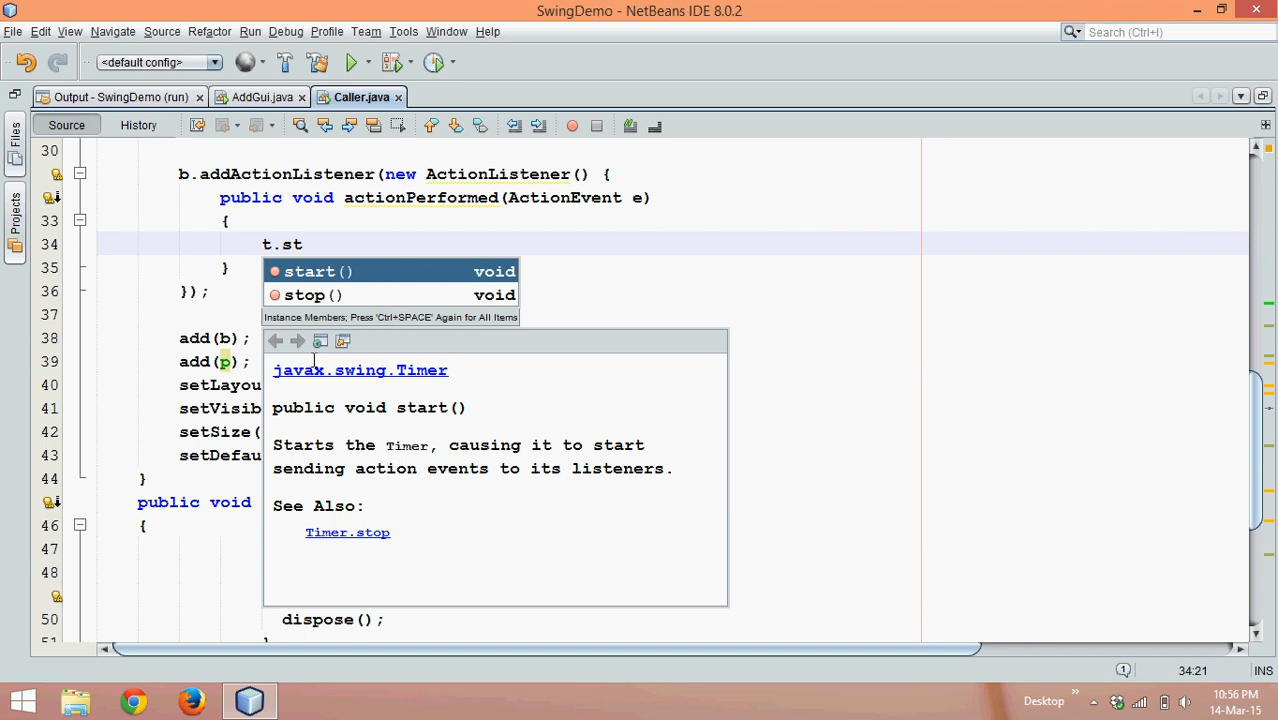 SwingDemo - NetBeans IDE 8.0.2
File Edit View Navigate Source Refactor Run Debug Profile Team Tools Window Help
Search (Ctrl+I)
<default config>
Output - SwingDemo (run) AddGui.java Caller.java
Source History
Files
Projects
30
b.addActionListener(new ActionListener() {
public void actionPerformed(ActionEvent e)
33 {
34 t.st
35 }
36 });
37
38 add(b);
39 add(p);
40 setLayou
41 setVisib
42 setSize(
43 setDefau
44 }
public void
46 {
47
48
50 dispose();
51 }
start() void
stop() void
Instance Members; Press 'Ctrl+SPACE' Again for All Items
javax.swing.Timer
public void start()
Starts the Timer, causing it to start
sending action events to its listeners.
See Also:
Timer.stop
1 34:21 INS
Desktop
10:56 PM
14-Mar-15